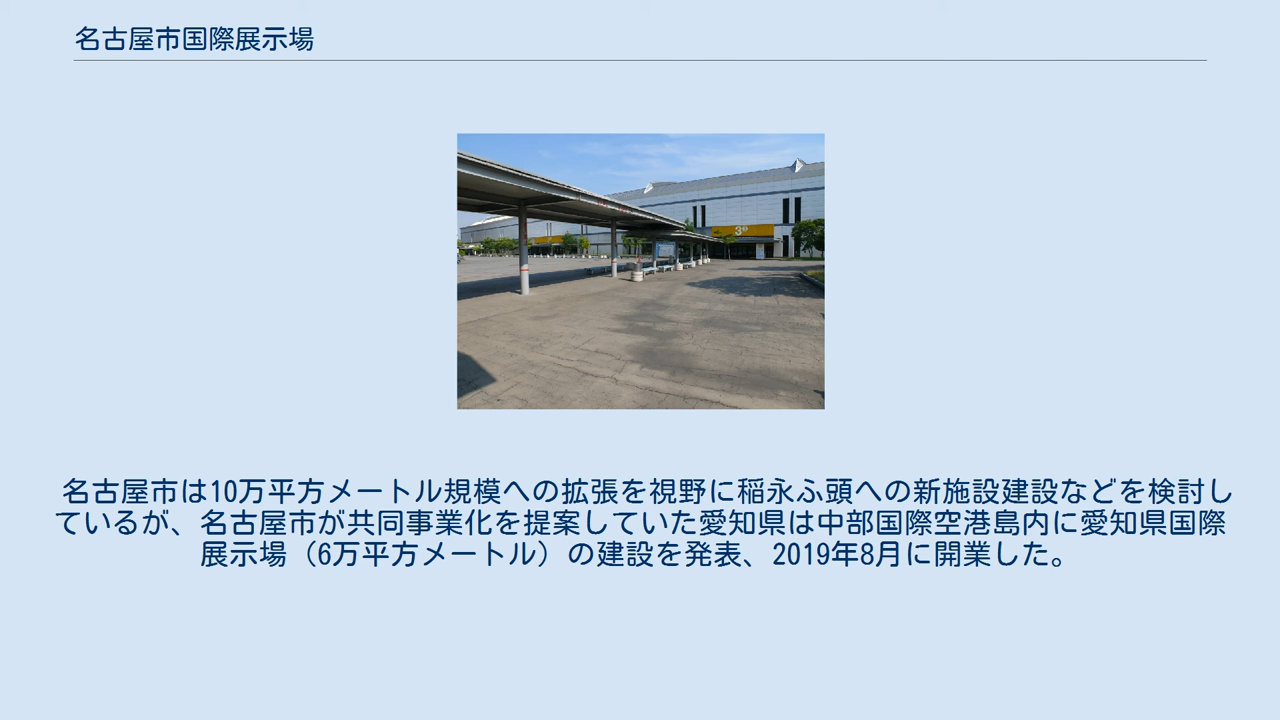 名古屋市国際展示場
3
名古屋市は10万平方メートル規模への拡張を視野に稲永ふ頭への新施設建設などを検討し
ているが、名古屋市が共同事業化を提案していた愛知県は中部国際空港島内に愛知県国際
展示場（6万平方メートル）の建設を発表、2019年8月に開業した。